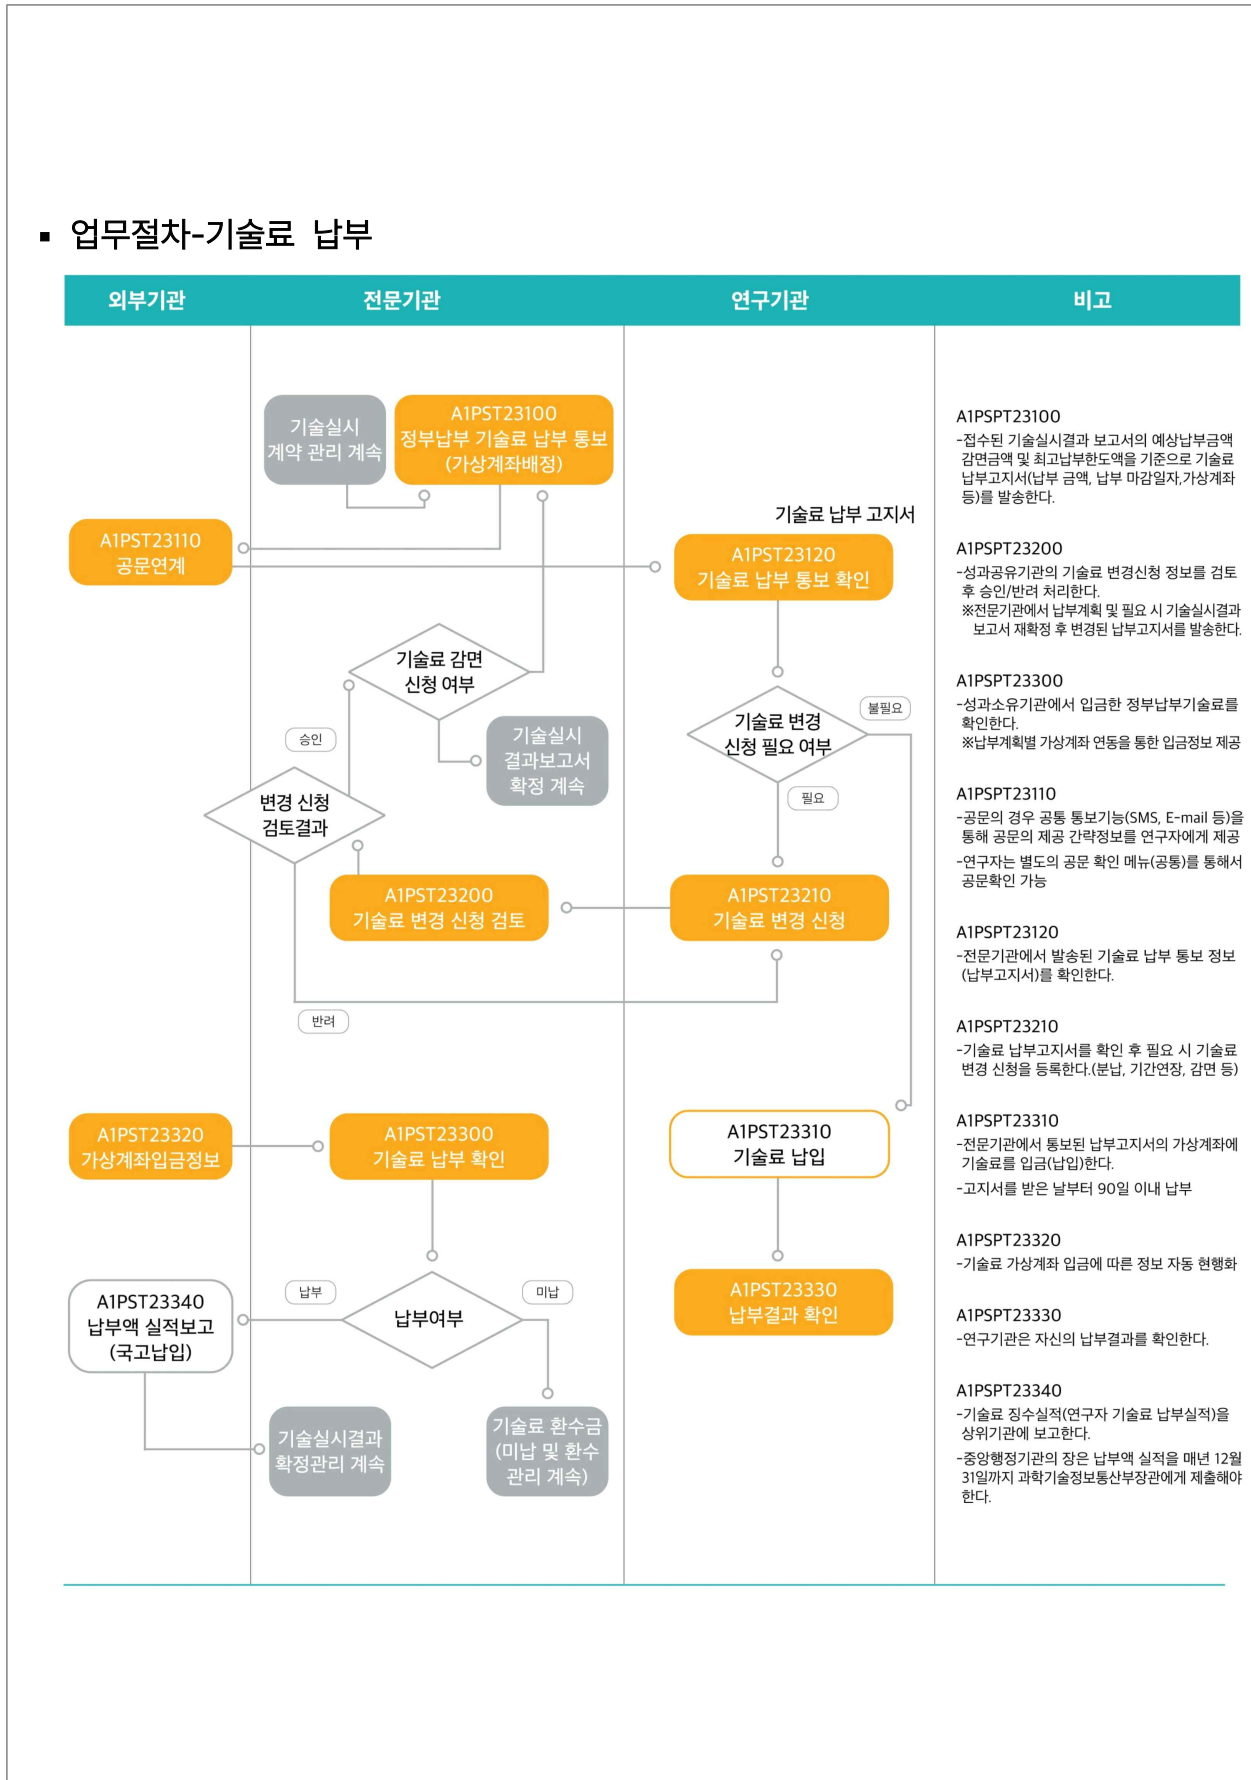 ▪ 업무절차-기술료 납부
외부기관
전문기관
연구기관
비고
기술실시
계약 관리 계속
A1PST23100
정부납부 기술료 납부 통보
(가상계좌배정)
A1PST23110
공문연계
기술료 납부 고지서
A1PST23120
기술료 납부 통보 확인
기술료 감면
신청 여부
기술료 변경
신청 필요 여부
불필요
승인
기술실시
결과보고서
확정 계속
변경 신청
검토결과
필요
A1PST23200
기술료 변경 신청 검토
A1PST23210
기술료 변경 신청
반려
A1PST23320
가상계좌입금정보
A1PST23300
기술료 납부 확인
A1PST23310
기술료 납입
납부
미납
A1PST23340
납부액 실적보고
(국고납입)
납부여부
A1PST23330
납부결과 확인
기술실시결과
확정관리 계속
기술료 환수금
(미납 및 환수
관리 계속)
A1PSPT23100
-접수된 기술실시결과 보고서의 예상납부금액
감면금액 및 최고납부한도액을 기준으로 기술료
납부고지서(납부 금액, 납부 마감일자,가상계좌
등)를 발송한다.
A1PSPT23200
-성과공유기관의 기술료 변경신청 정보를 검토
후 승인/반려 처리한다.
※전문기관에서 납부계획 및 필요 시 기술실시결과
보고서 재확정 후 변경된 납부고지서를 발송한다.
A1PSPT23300
-성과소유기관에서 입금한 정부납부기술료를
확인한다.
※납부계획별 가상계좌 연동을 통한 입금정보 제공
A1PSPT23110
-공문의 경우 공통 통보기능(SMS, E-mail 등)을
통해 공문의 제공 간략정보를 연구자에게 제공
-연구자는 별도의 공문 확인 메뉴(공통)를 통해서
공문확인 가능
A1PSPT23120
-전문기관에서 발송된 기술료 납부 통보 정보
(납부고지서)를 확인한다.
A1PSPT23210
-기술료 납부고지서를 확인 후 필요 시 기술료
변경 신청을 등록한다.(분납, 기간연장, 감면 등)
A1PSPT23310
-전문기관에서 통보된 납부고지서의 가상계좌에
기술료를 입금(납입)한다.
-고지서를 받은 날부터 90일 이내 납부
A1PSPT23320
-기술료 가상계좌 입금에 따른 정보 자동 현행화
A1PSPT23330
-연구기관은 자신의 납부결과를 확인한다.
A1PSPT23340
-기술료 징수실적(연구자 기술료 납부실적)을
상위기관에 보고한다.
-중앙행정기관의 장은 납부액 실적을 매년 12월
31일까지 과학기술정보통산부장관에게 제출해야
한다.